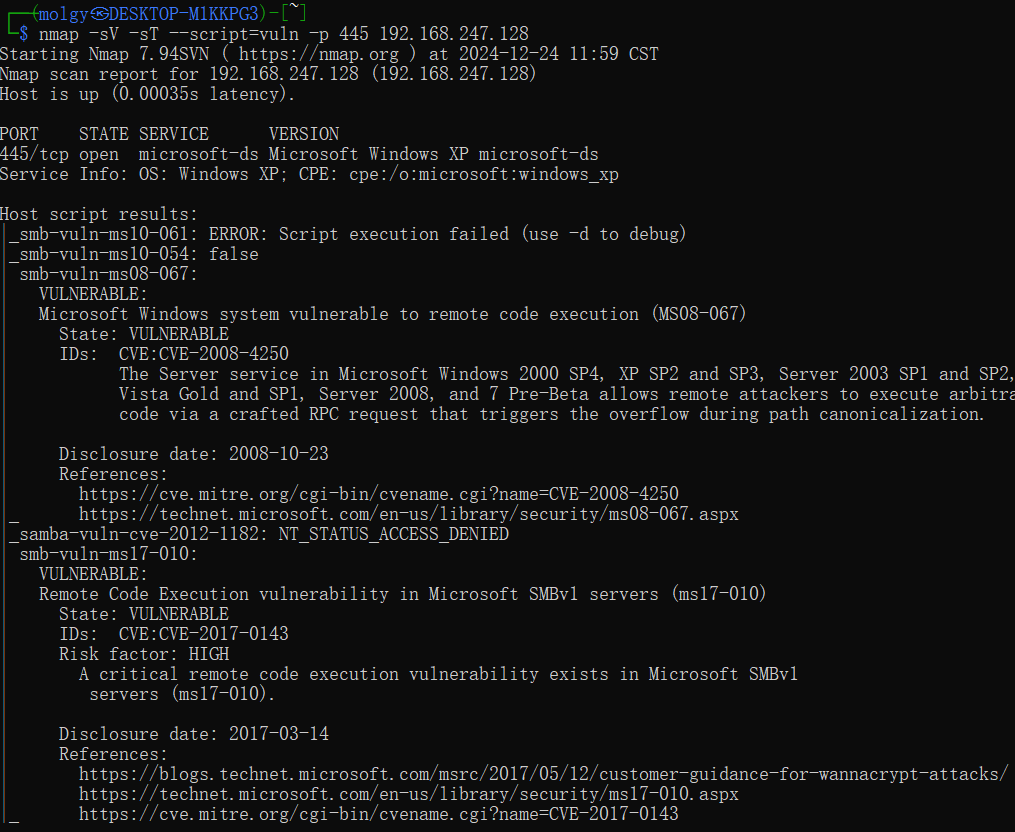 ┌──(molgy㉿DESKTOP-M1KKPG3)-[~]
└─$ nmap -sV -sT --script=vuln -p 445 192.168.247.128
Starting Nmap 7.94SVN ( https://nmap.org ) at 2024-12-24 11:59 CST
Nmap scan report for 192.168.247.128 (192.168.247.128)
Host is up (0.00035s latency).

PORT    STATE SERVICE      VERSION
445/tcp open  microsoft-ds Microsoft Windows XP microsoft-ds
Service Info: OS: Windows XP; CPE: cpe:/o:microsoft:windows_xp

Host script results:
|_smb-vuln-ms10-061: ERROR: Script execution failed (use -d to debug)
|_smb-vuln-ms10-054: false
| smb-vuln-ms08-067:
|   VULNERABLE:
|   Microsoft Windows system vulnerable to remote code execution (MS08-067)
|     State: VULNERABLE
|     IDs:  CVE:CVE-2008-4250
|           The Server service in Microsoft Windows 2000 SP4, XP SP2 and SP3, Server 2003 SP1 and SP2,
|           Vista Gold and SP1, Server 2008, and 7 Pre-Beta allows remote attackers to execute arbitra
|           code via a crafted RPC request that triggers the overflow during path canonicalization.
|
|     Disclosure date: 2008-10-23
|     References:
|       https://cve.mitre.org/cgi-bin/cvename.cgi?name=CVE-2008-4250
|_      https://technet.microsoft.com/en-us/library/security/ms08-067.aspx
|_samba-vuln-cve-2012-1182: NT_STATUS_ACCESS_DENIED
| smb-vuln-ms17-010:
|   VULNERABLE:
|   Remote Code Execution vulnerability in Microsoft SMBv1 servers (ms17-010)
|     State: VULNERABLE
|     IDs:  CVE:CVE-2017-0143
|     Risk factor: HIGH
|       A critical remote code execution vulnerability exists in Microsoft SMBv1
|        servers (ms17-010).
|
|     Disclosure date: 2017-03-14
|     References:
|       https://blogs.technet.microsoft.com/msrc/2017/05/12/customer-guidance-for-wannacrypt-attacks/
|       https://technet.microsoft.com/en-us/library/security/ms17-010.aspx
|_      https://cve.mitre.org/cgi-bin/cvename.cgi?name=CVE-2017-0143